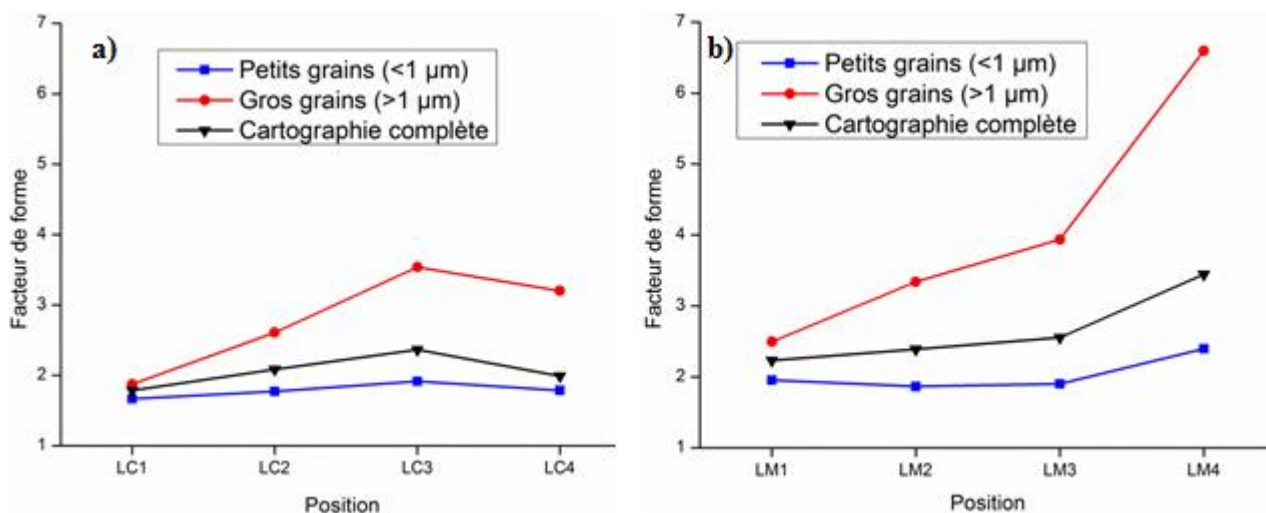 a)
Petits grains (<1 µm)
Gros grains (>1 µm)
Cartographie complète
Facteur de forme
7
6
5
4
3
2
1
LC1 LC2 LC3 LC4
Position
b)
Petits grains (<1 µm)
Gros grains (>1 µm)
Cartographie complète
Facteur de forme
7
6
5
4
3
2
1
LM1 LM2 LM3 LM4
Position